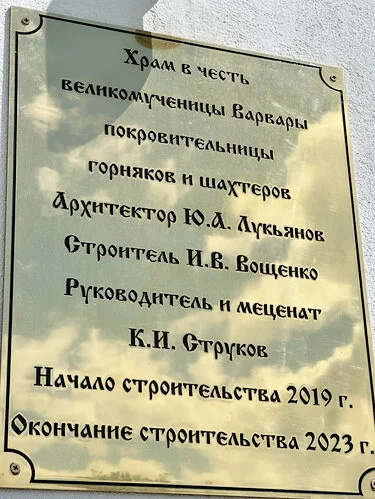 Храм в честь
великомученицы Варвары
покровительницы
горняков и шахтеров
Архитектор Ю.А. Лукьянов
Строитель И.В. Вощенко
Руководитель и меценат
К.И. Струков
Начало строительства 2019 г.
Окончание строительства 2023 г.